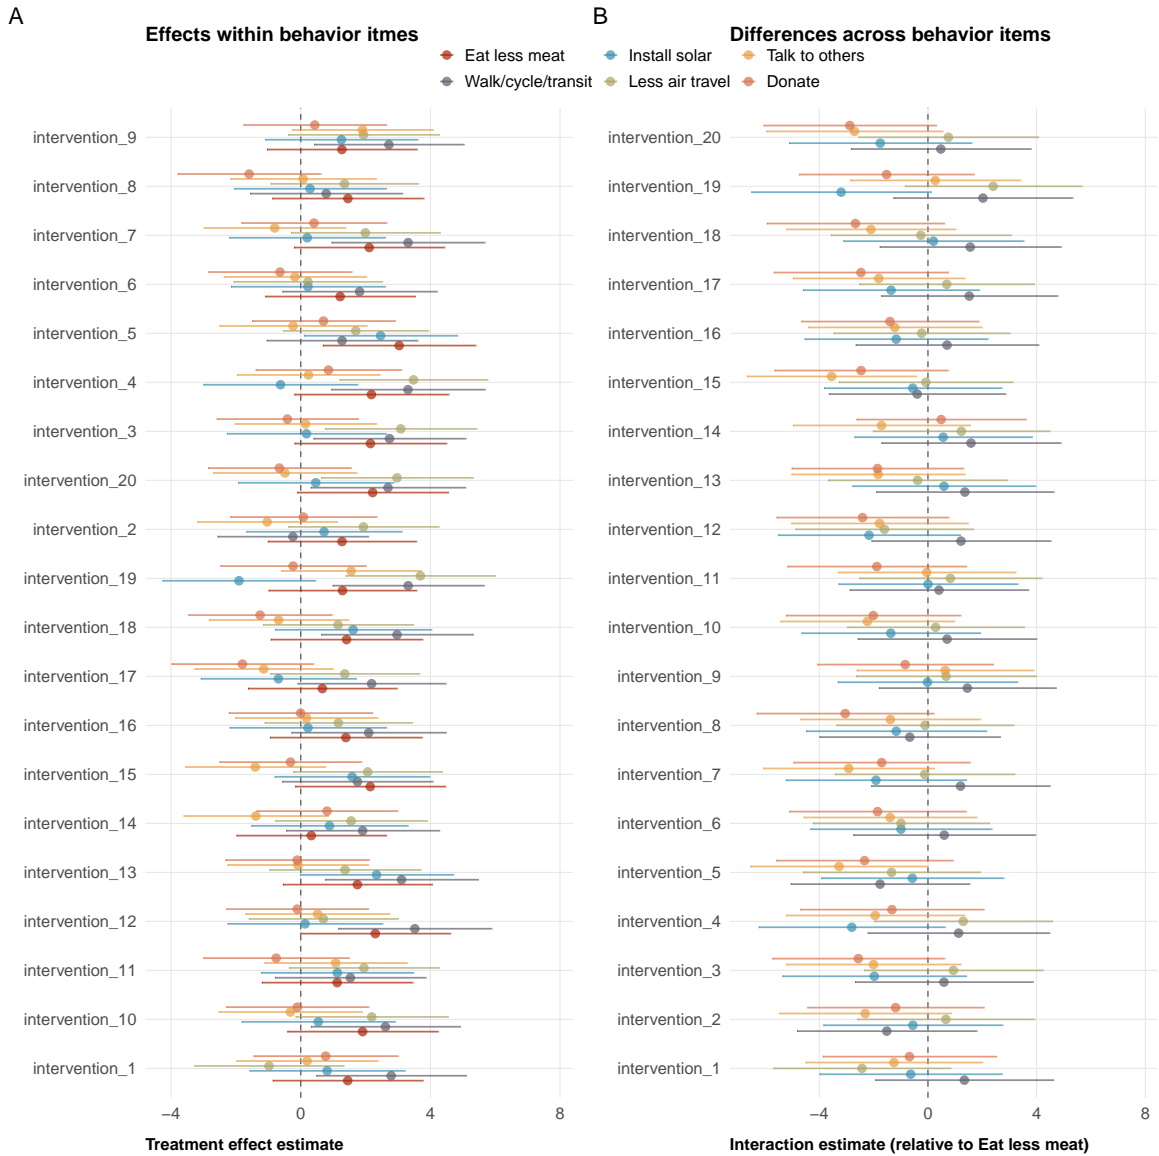 A
B
Effects within behavior itmes
Differences across behavior items
Eat less meat
Install solar
Talk to others
Walk/cycle/transit
Less air travel
Donate
intervention_9
intervention_8
intervention_7
intervention_6
intervention_5
intervention_4
intervention_3
intervention_20
intervention_2
intervention_19
intervention_18
intervention_17
intervention_16
intervention_15
intervention_14
intervention_13
intervention_12
intervention_11
intervention_10
intervention_1
−4 0 4 8
Treatment effect estimate
intervention_20
intervention_19
intervention_18
intervention_17
intervention_16
intervention_15
intervention_14
intervention_13
intervention_12
intervention_11
intervention_10
intervention_9
intervention_8
intervention_7
intervention_6
intervention_5
intervention_4
intervention_3
intervention_2
intervention_1
−4 0 4 8
Interaction estimate (relative to Eat less meat)